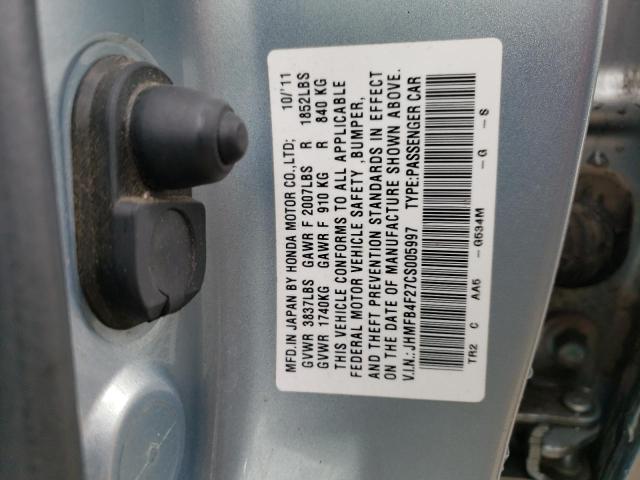 MFD.IN JAPAN BY HONDA MOTOR CO.,LTD; 10/'11
GVWR 3837LBS GAWR F 2007LBS R 1852LBS
GVWR 1740KG GAWR F 910 KG R 840 KG
THIS VEHICLE CONFORMS TO ALL APPLICABLE
FEDERAL MOTOR VEHICLE SAFETY ,BUMPER,
AND THEFT PREVENTION STANDARDS IN EFFECT
ON THE DATE OF MANUFACTURE SHOWN ABOVE.
V.I.N.: JHMFB4F27CS005997 TYPE:PASSENGER CAR
TR2 C AA5 - G534M - G - S